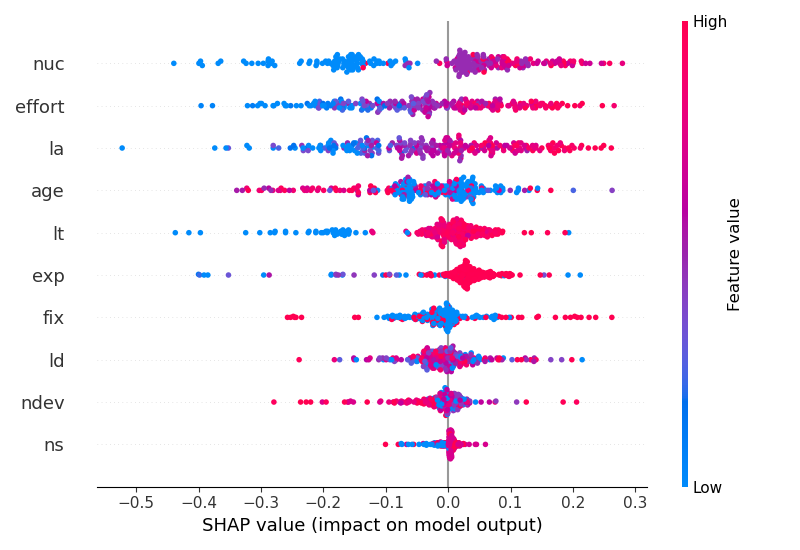 High
nuc
effort
la
age
lt
exp
fix
ld
ndev
ns
Feature value
Low
−0.5 −0.4 −0.3 −0.2 −0.1 0.0 0.1 0.2 0.3
SHAP value (impact on model output)